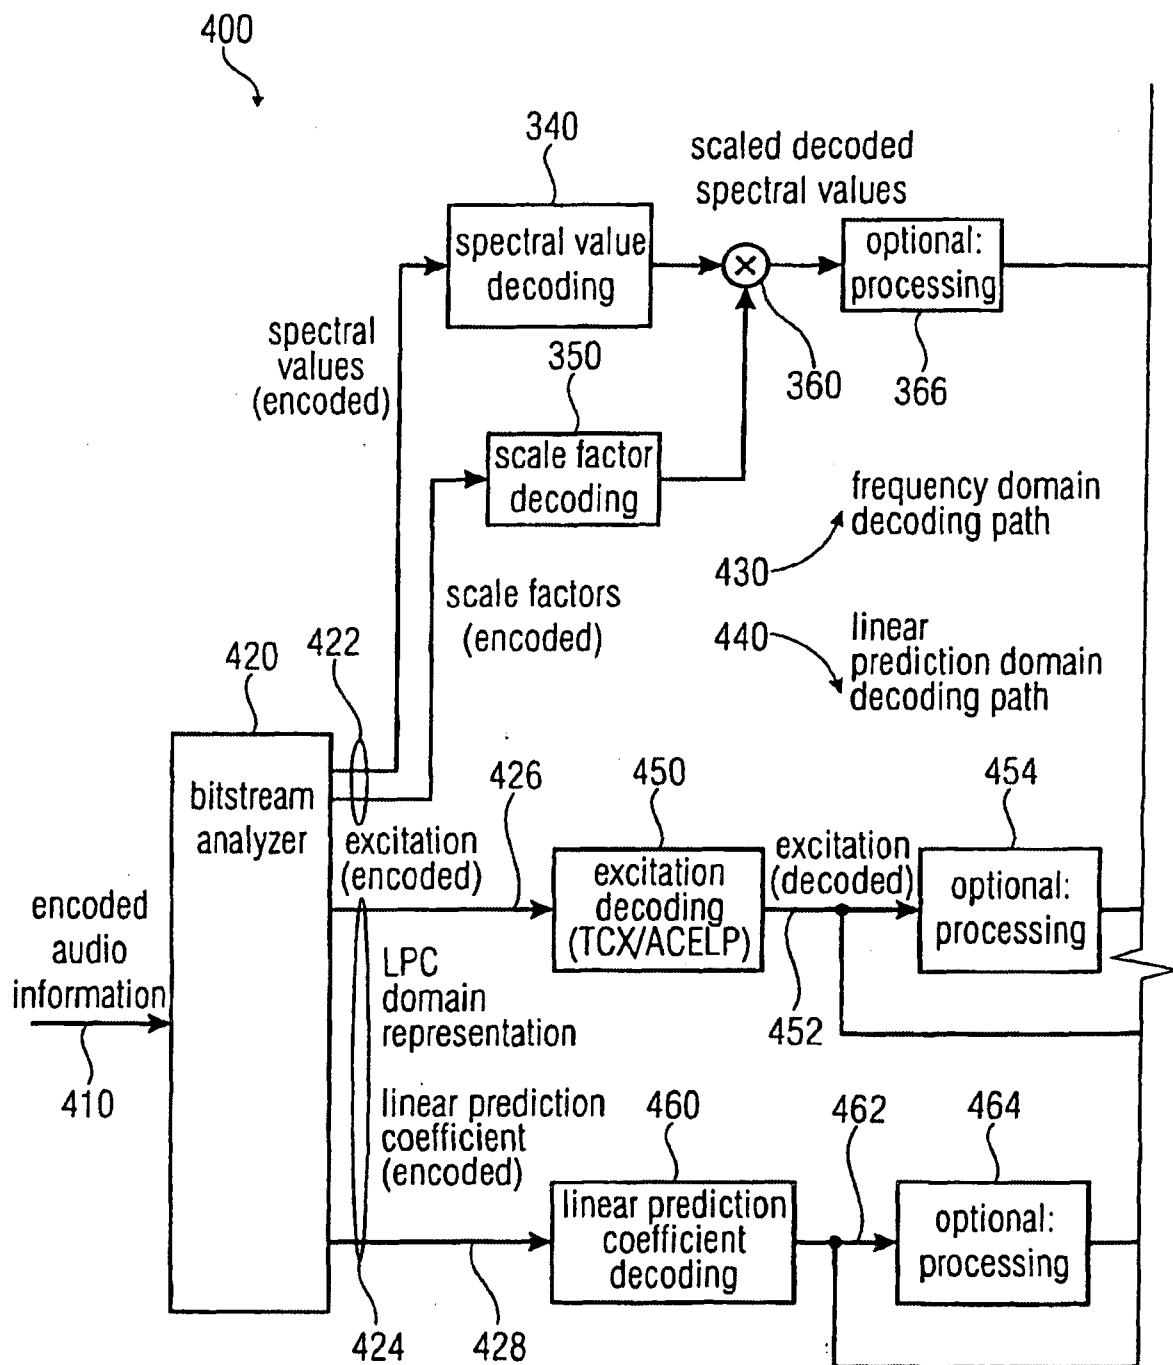 400
340
scaled decoded
spectral values
spectral value
decoding
optional:
processing
spectral
values
(encoded)
350
360
366
scale factor
decoding
frequency domain
decoding path
430
scale factors
(encoded)
440
linear
prediction domain
decoding path
420
422
bitstream
analyzer
426
450
454
excitation
(encoded)
excitation
decoding
(TCX/ACELP)
excitation
(decoded)
optional:
processing
encoded
audio
information
LPC
domain
representation
452
410
linear prediction
coefficient
(encoded)
460
462
464
linear prediction
coefficient
decoding
optional:
processing
424
428